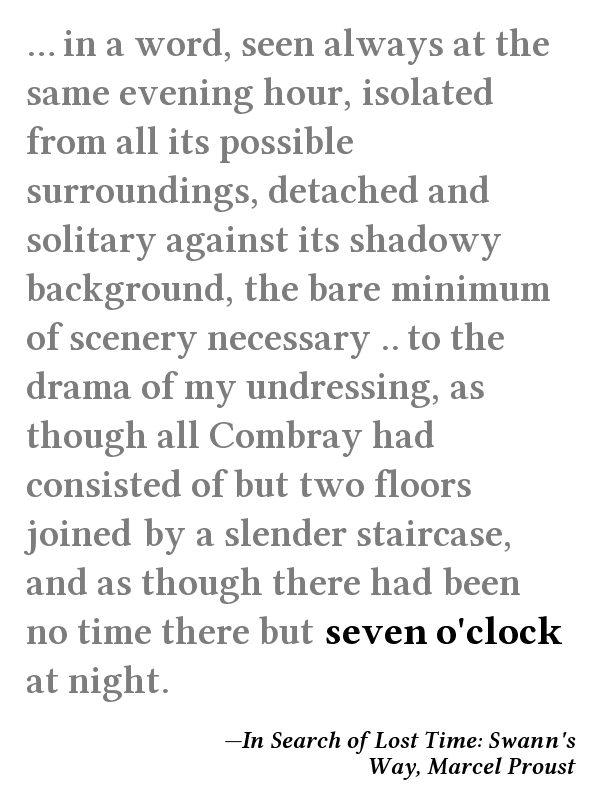 ... in a word, seen always at the
same evening hour, isolated
from all its possible
surroundings, detached and
solitary against its shadowy
background, the bare minimum
of scenery necessary .. to the
drama of my undressing, as
though all Combray had
consisted of but two floors
joined by a slender staircase,
and as though there had been
no time there but seven o'clock
at night.
—In Search of Lost Time: Swann's
Way, Marcel Proust